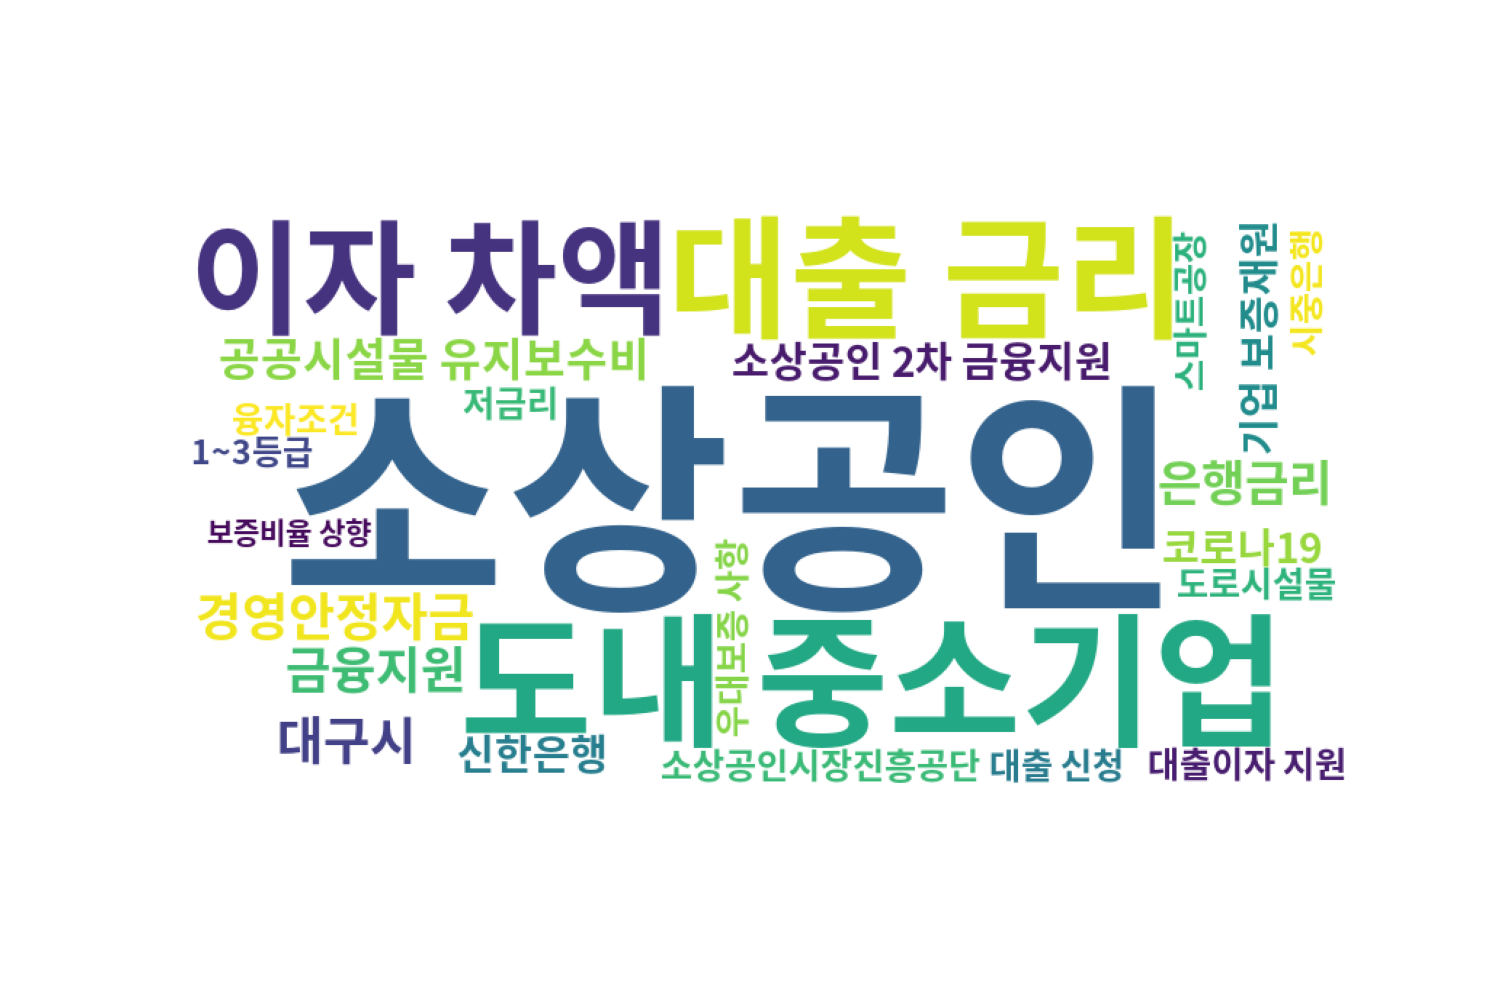 이자 차액
대출 금리
스마트공장
기업 보증재원
시중은행
공공시설물 유지보수비
소상공인 2차 금융지원
저금리
융자조건
1~3등급
소상공인
은행금리
보증비율 상향
코로나19
도로시설물
우대보증 사항
경영안정자금
금융지원
도내 중소기업
대구시
신한은행
소상공인시장진흥공단
대출 신청
대출이자 지원